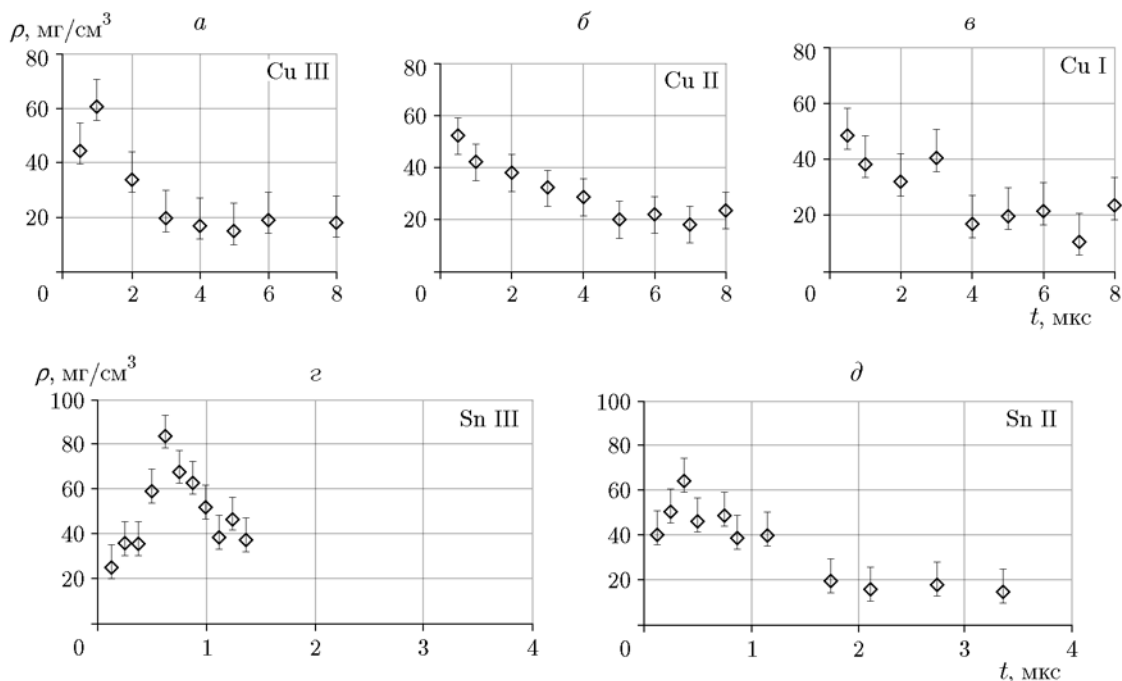 ρ, мг/см³ а б в
80 Cu III 80 Cu II 80 Cu I
60 60 60
40 40 40
20 20 20
0 2 4 6 8 0 2 4 6 8 0 2 4 6 8
t, мкс
ρ, мг/см³ г д
100 Sn III 100 Sn II
80 80
60 60
40 40
20 20
0 1 2 3 4 0 1 2 3 4
t, мкс